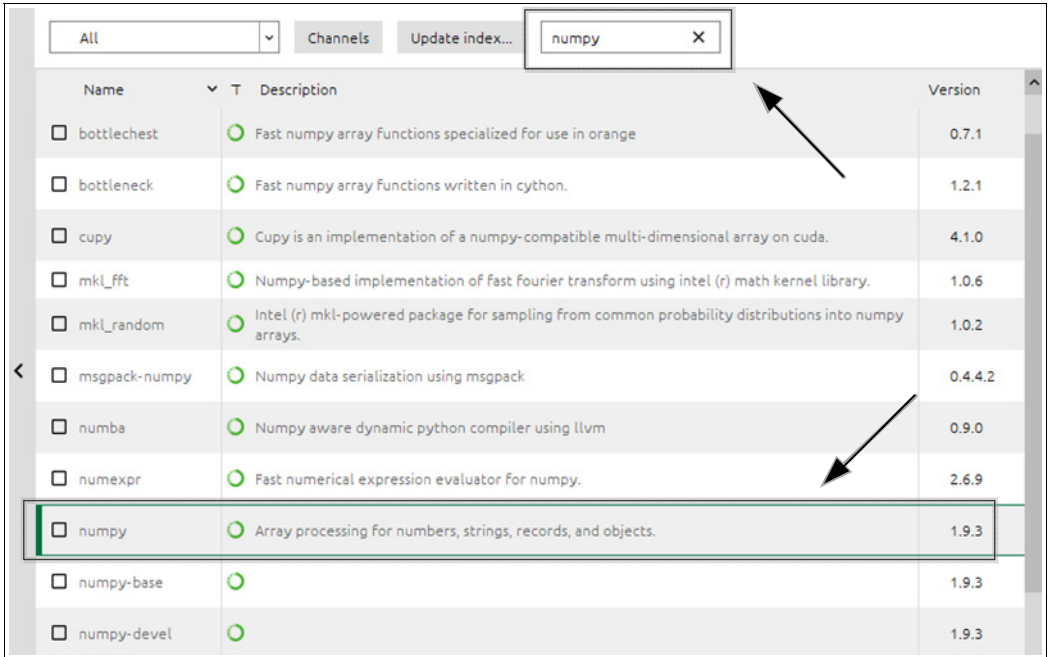 All Channels Update index... numpy
Name T Description Version
bottlechest Fast numpy array functions specialized for use in orange 0.7.1
bottleneck Fast numpy array functions written in cython. 1.2.1
cupy Cupy is an implementation of a numpy-compatible multi-dimensional array on cuda. 4.1.0
mkl_fft Numpy-based implementation of fast fourier transform using intel (r) math kernel library. 1.0.6
mkl_random Intel (r) mkl-powered package for sampling from common probability distributions into numpy
arrays. 1.0.2
msgpack-numpy Numpy data serialization using msgpack 0.4.4.2
numba Numpy aware dynamic python compiler using llvm 0.9.0
numexpr Fast numerical expression evaluator for numpy. 2.6.9
numpy Array processing for numbers, strings, records, and objects. 1.9.3
numpy-base 1.9.3
numpy-devel 1.9.3